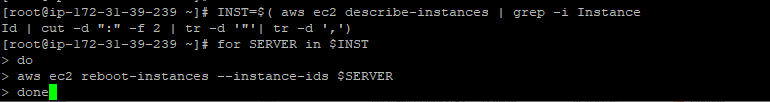 [root@ip-172-31-39-239 ~]# INST=$( aws ec2 describe-instances | grep -i Instance
Id | cut -d ":" -f 2 | tr -d '"'| tr -d ',')
[root@ip-172-31-39-239 ~]# for SERVER in $INST
> do
> aws ec2 reboot-instances --instance-ids $SERVER
> done